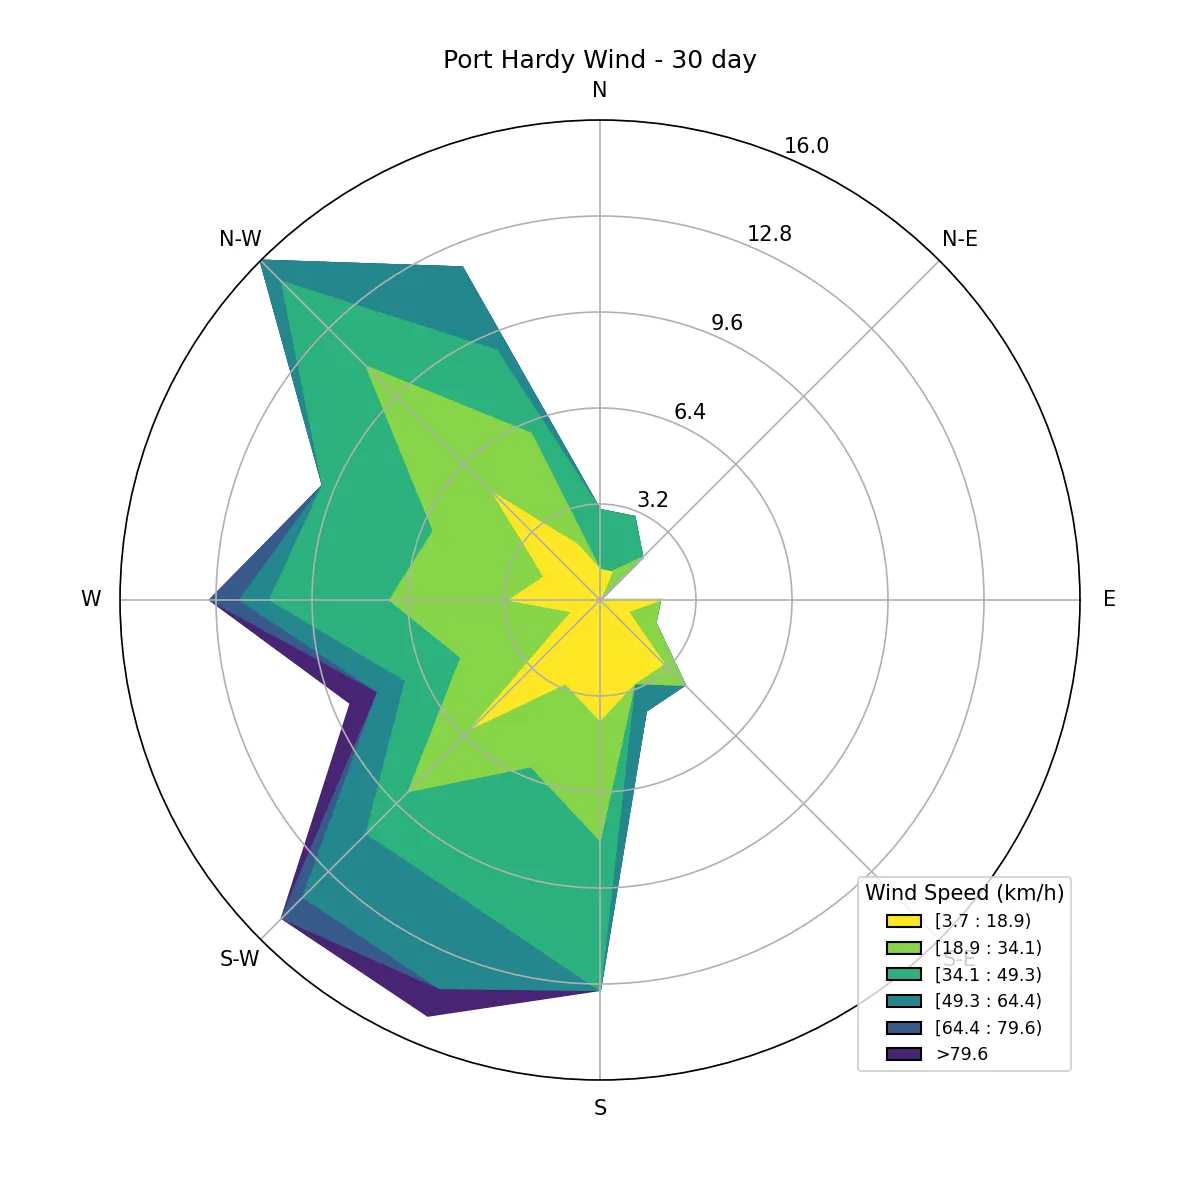 Port Hardy Wind - 30 day
N
16.0
12.8
N-W
N-E
9.6
6.4
3.2
W
E
Wind Speed (km/h)
[3.7 : 18.9)
[18.9 : 34.1)
S-W
S-E
[34.1 : 49.3)
[49.3 : 64.4)
[64.4 : 79.6)
>79.6
S